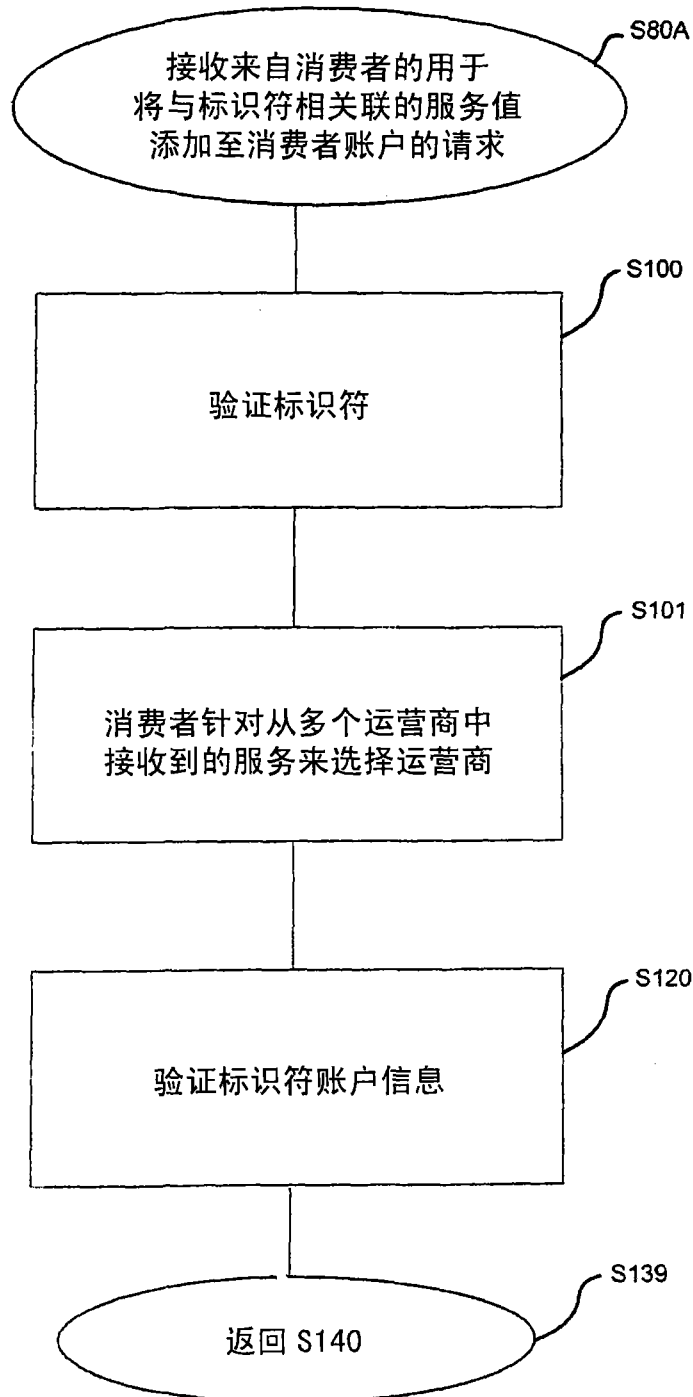 S80A
接收来自消费者的用于
将与标识符相关联的服务值
添加至消费者账户的请求
S100
验证标识符
S101
消费者针对从多个运营商中
接收到的服务来选择运营商
S120
验证标识符账户信息
S139
返回 S140